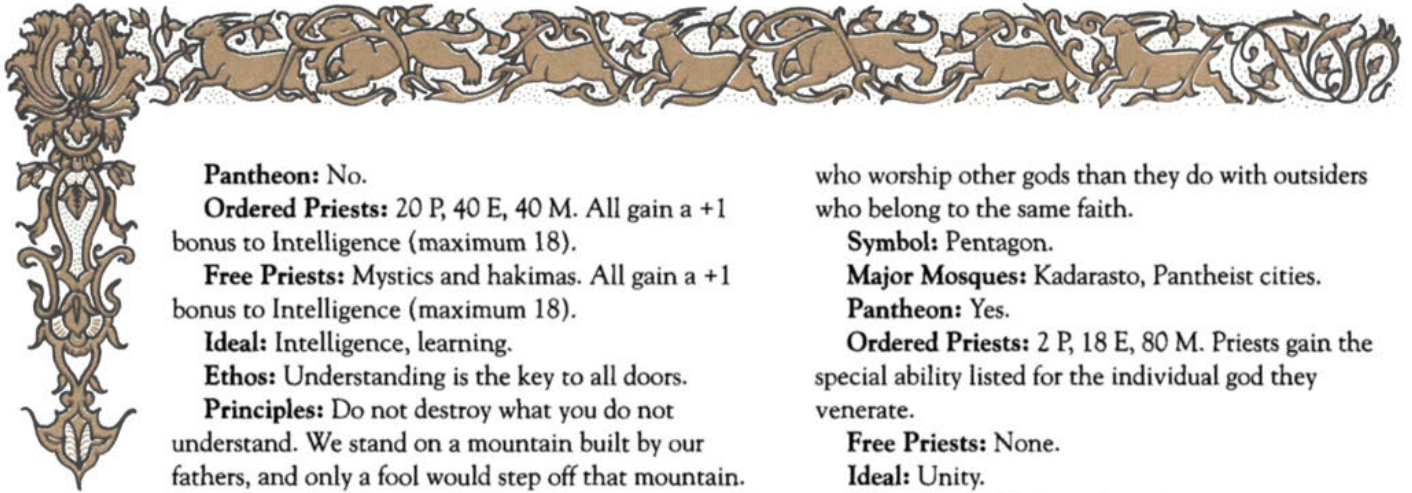 Pantheon: No.
Ordered Priests: 20 P, 40 E, 40 M. All gain a +1
bonus to Intelligence (maximum 18).
Free Priests: Mystics and hakimas. All gain a +1
bonus to Intelligence (maximum 18).
Ideal: Intelligence, learning.
Ethos: Understanding is the key to all doors.
Principles: Do not destroy what you do not
understand. We stand on a mountain built by our
fathers, and only a fool would step off that mountain.
who worship other gods than they do with outsiders
who belong to the same faith.
Symbol: Pentagon.
Major Mosques: Kadarasto, Pantheist cities.
Pantheon: Yes.
Ordered Priests: 2 P, 18 E, 80 M. Priests gain the
special ability listed for the individual god they
venerate.
Free Priests: None.
Ideal: Unity.